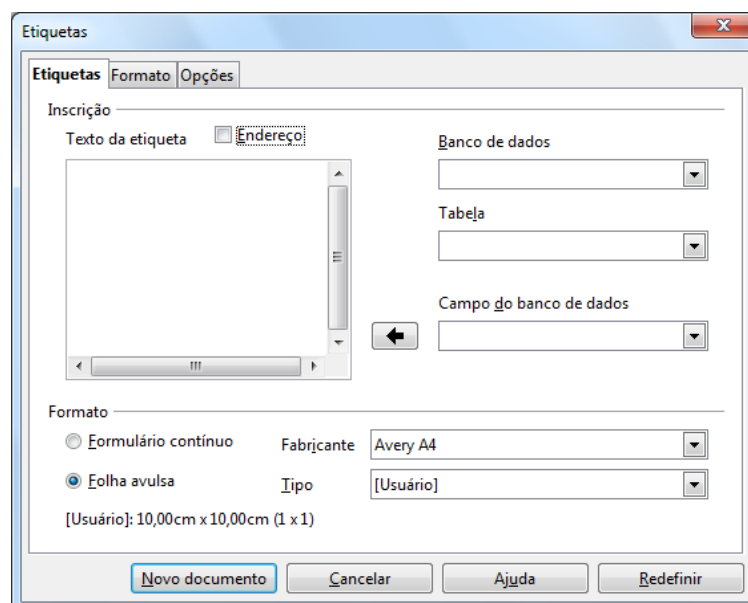 Etiquetas
Etiquetas Formato Opções
Inscrição
Texto da etiqueta Endereço
Banco de dados
Tabela
Campo do banco de dados
Formato
Formulário contínuo Fabricante Avery A4
Folha avulsa Tipo [Usuário]
[Usuário]: 10,00cm x 10,00cm (1 x 1)
Novo documento Cancelar Ajuda Redefinir